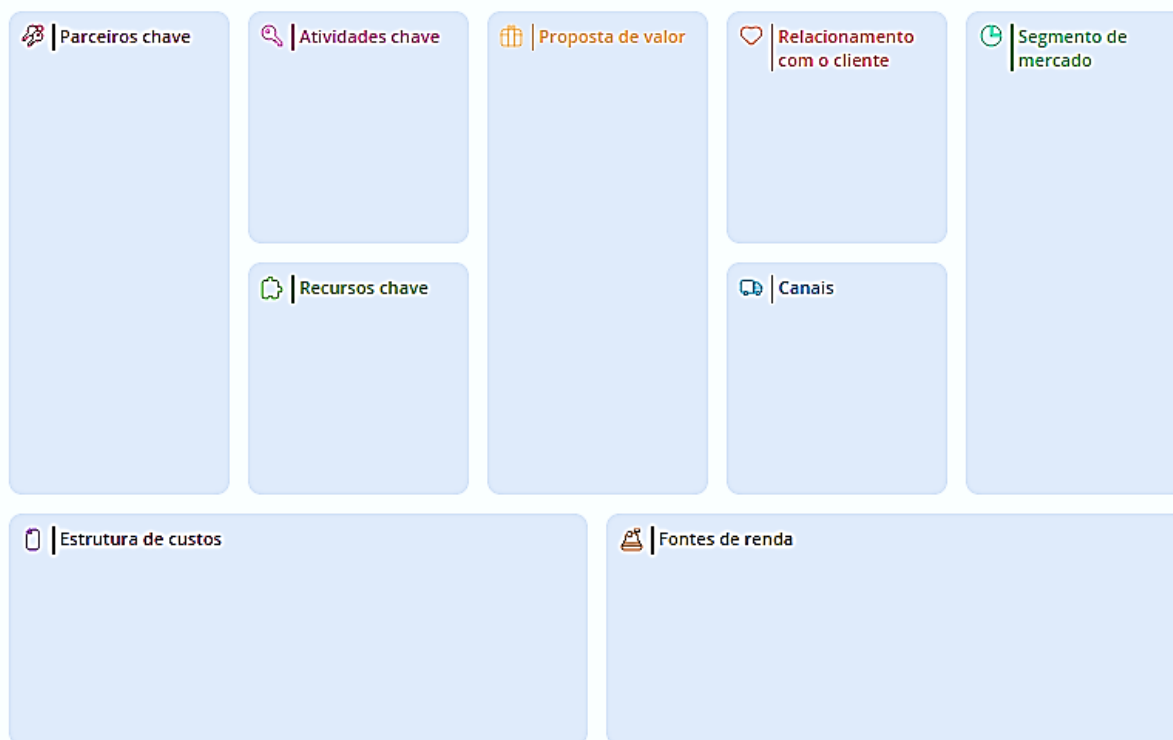 Parceiros chave
Atividades chave
Proposta de valor
Relacionamento
com o cliente
Segmento de
mercado
Recursos chave
Canais
Estrutura de custos
Fontes de renda